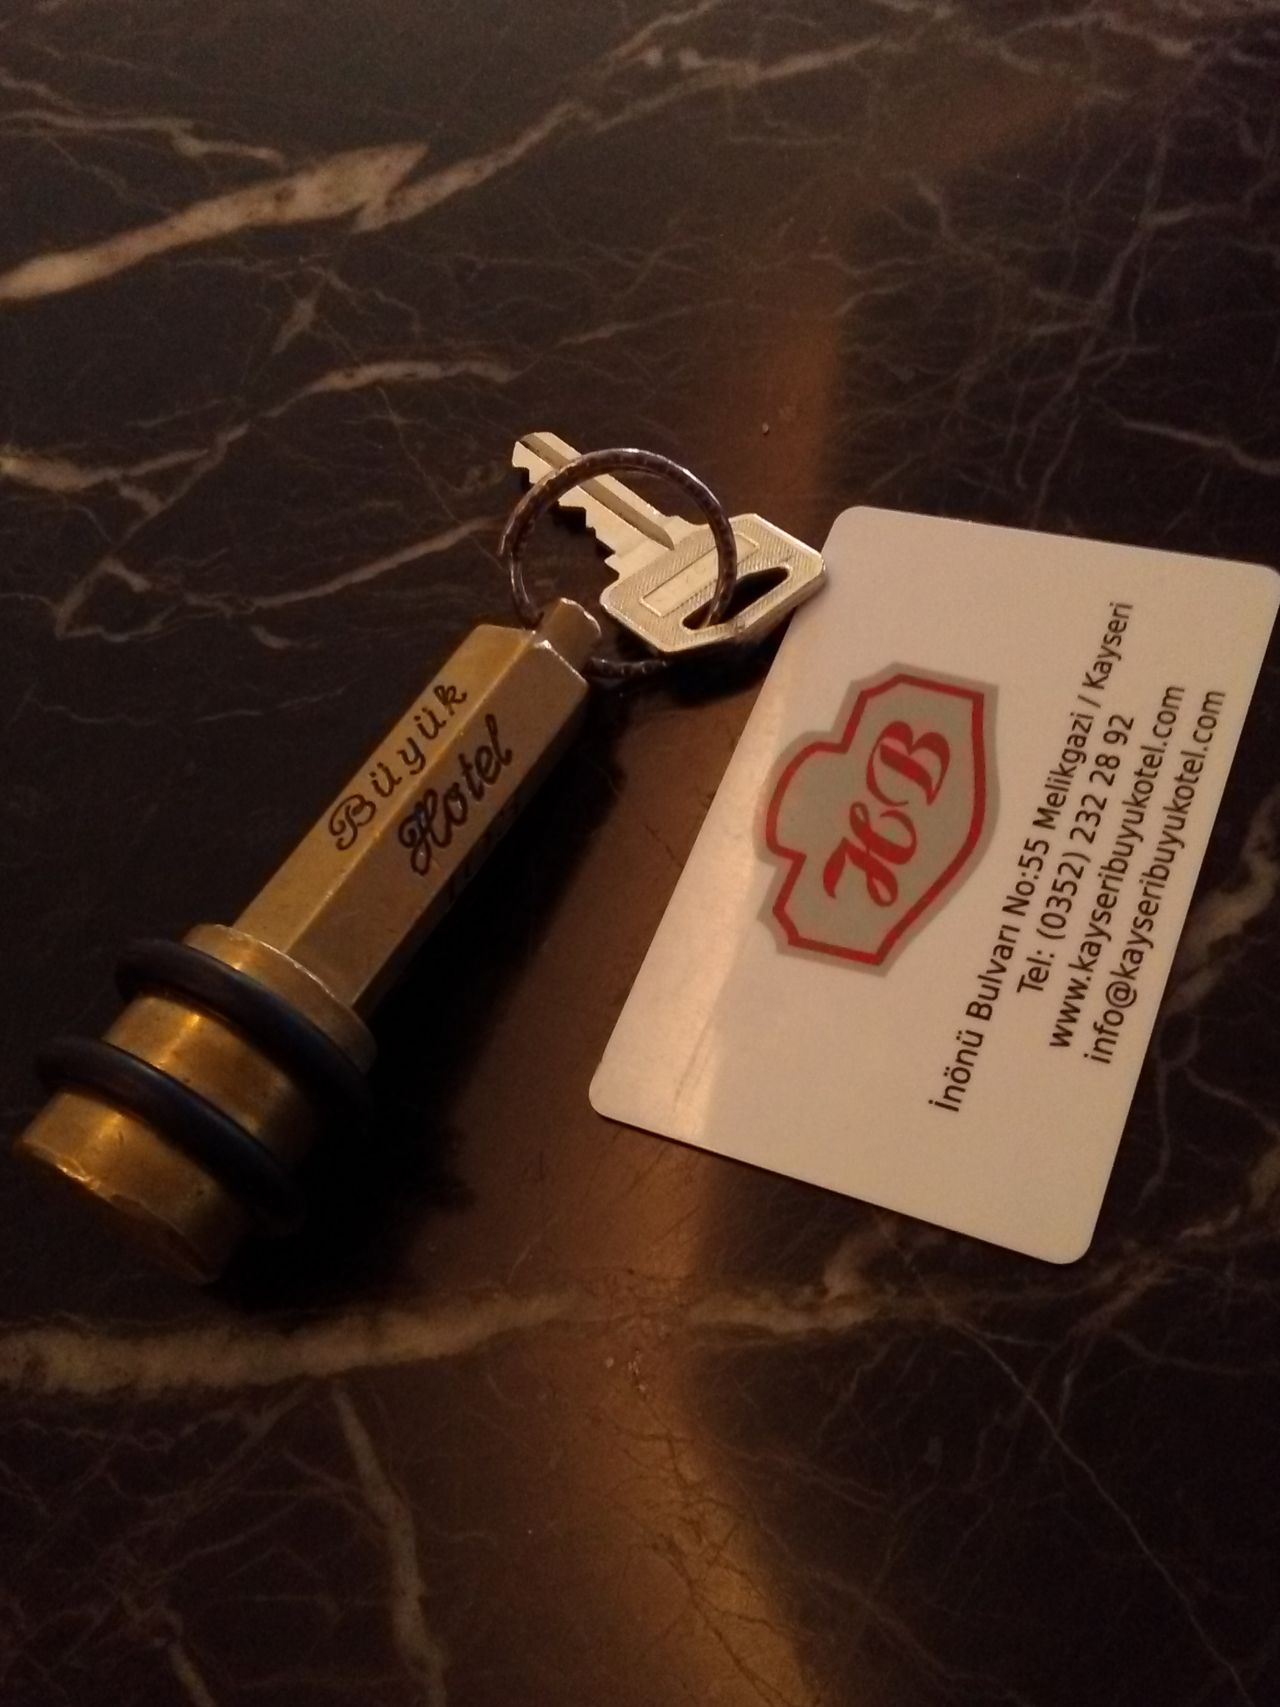 Büyük
Hotel
HB
İnönü Bulvarı No:55 Melikgazi / Kayseri
Tel: (0352) 232 28 92
www.kayseribuyukotel.com
info@kayseribuyukotel.com